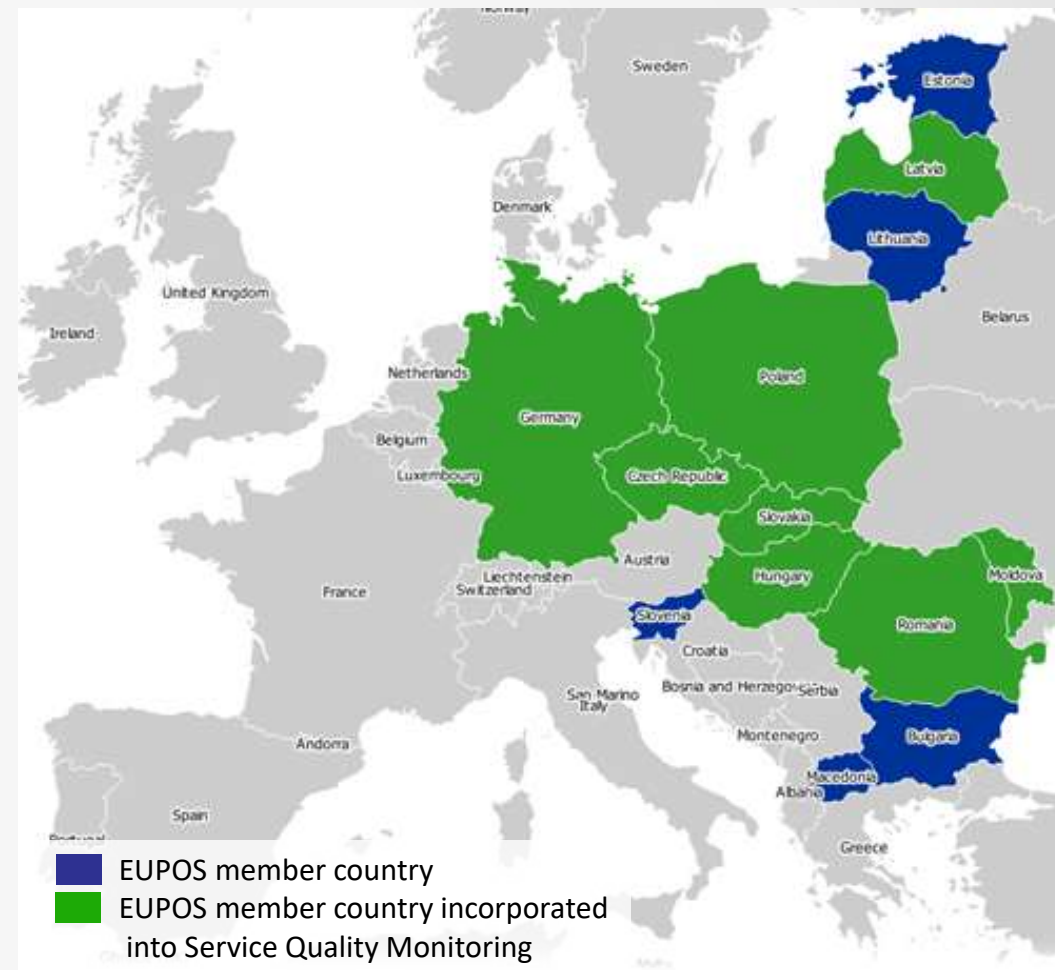 Norway
Sweden
Estonia
Latvia
Denmark
Lithuania
United Kingdom
Belarus
Ireland
Netherlands
Poland
Germany
Belgium
Luxembourg
Czech Republic
Slovakia
Austria
Liechtenstein
Hungary
Moldova
Switzerland
France
Slovenia
Romania
Croatia
San Marino
Bosnia and Herzego
Serbia
Italy
Montenegro
Bulgaria
Andorra
Macedonia
Albania
Spain
Portugal
Greece
EUPOS member country
EUPOS member country incorporated
into Service Quality Monitoring